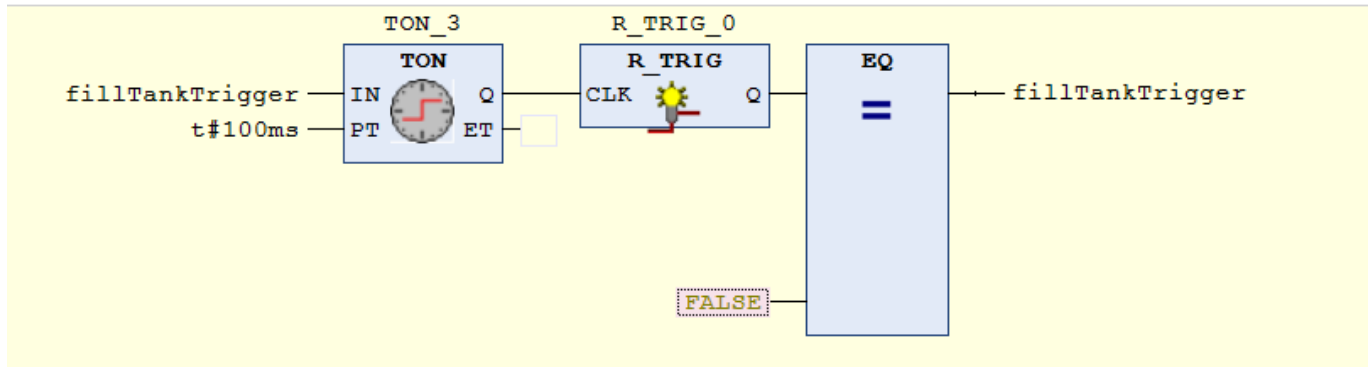 TON_3 R_TRIG_0
TON R_TRIG EQ
fillTankTrigger IN Q CLK Q = fillTankTrigger
t#100ms PT ET
FALSE